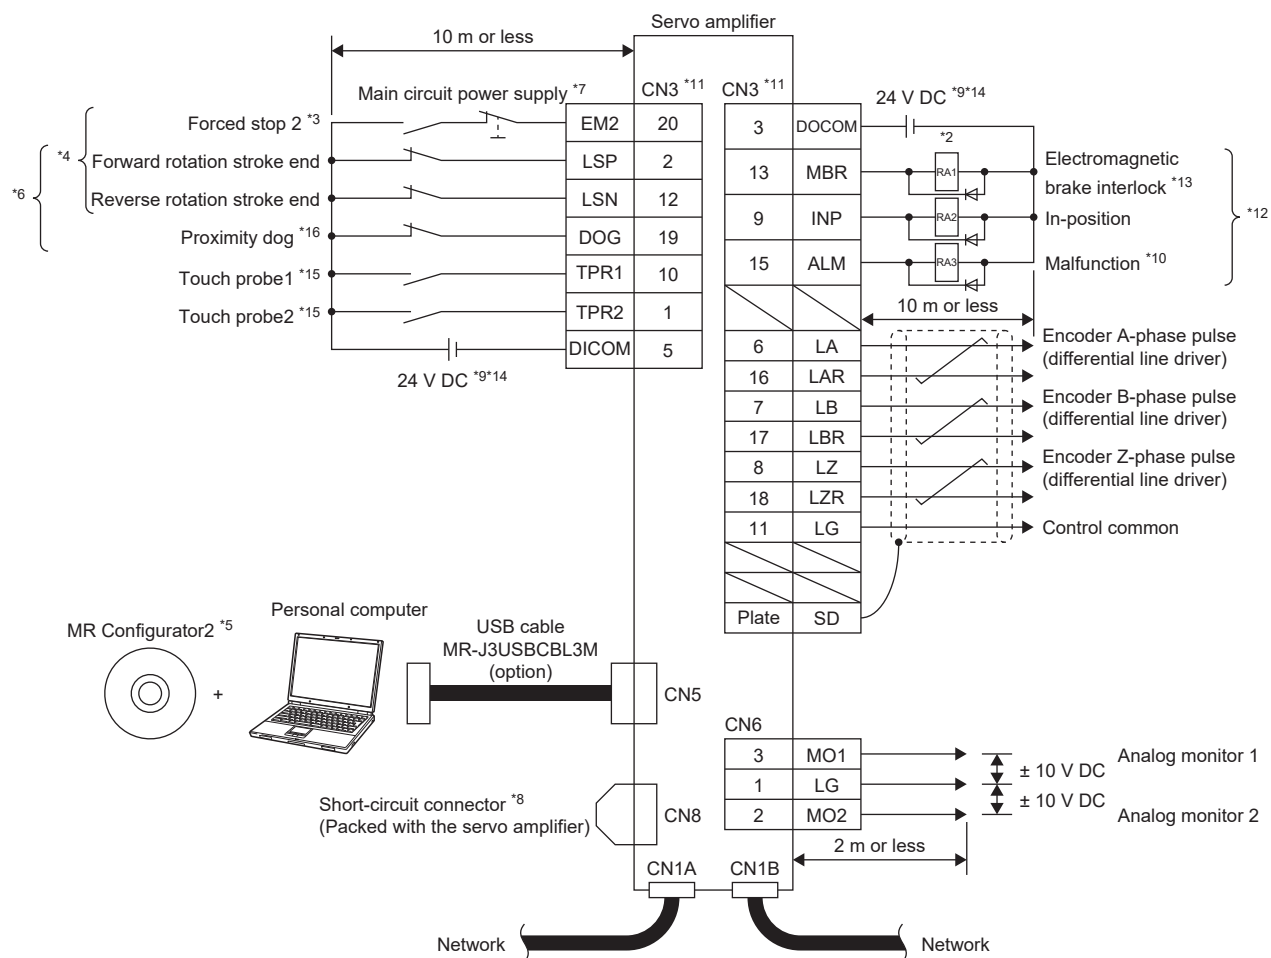 Servo amplifier
10 m or less
Main circuit power supply *7
CN3 *11
Forced stop 2 *3
EM2 20
*4
Forward rotation stroke end
LSP 2
*6
Reverse rotation stroke end
LSN 12
Proximity dog *16
DOG 19
Touch probe1 *15
TPR1 10
Touch probe2 *15
TPR2 1
DICOM 5
24 V DC *9*14
CN3 *11
24 V DC *9*14
3 DOCOM
*2
13 MBR
RA1
Electromagnetic
brake interlock *13
9 INP
RA2
In-position
*12
15 ALM
RA3
Malfunction *10
10 m or less
6 LA
Encoder A-phase pulse
(differential line driver)
16 LAR
7 LB
Encoder B-phase pulse
(differential line driver)
17 LBR
8 LZ
Encoder Z-phase pulse
(differential line driver)
18 LZR
11 LG
Control common
Plate SD
MR Configurator2 *5
+
Personal computer
USB cable
MR-J3USBCBL3M
(option)
CN5
CN6
3 MO1
Analog monitor 1
± 10 V DC
1 LG
± 10 V DC
2 MO2
Analog monitor 2
2 m or less
Short-circuit connector *8
(Packed with the servo amplifier)
CN8
CN1A
CN1B
Network
Network